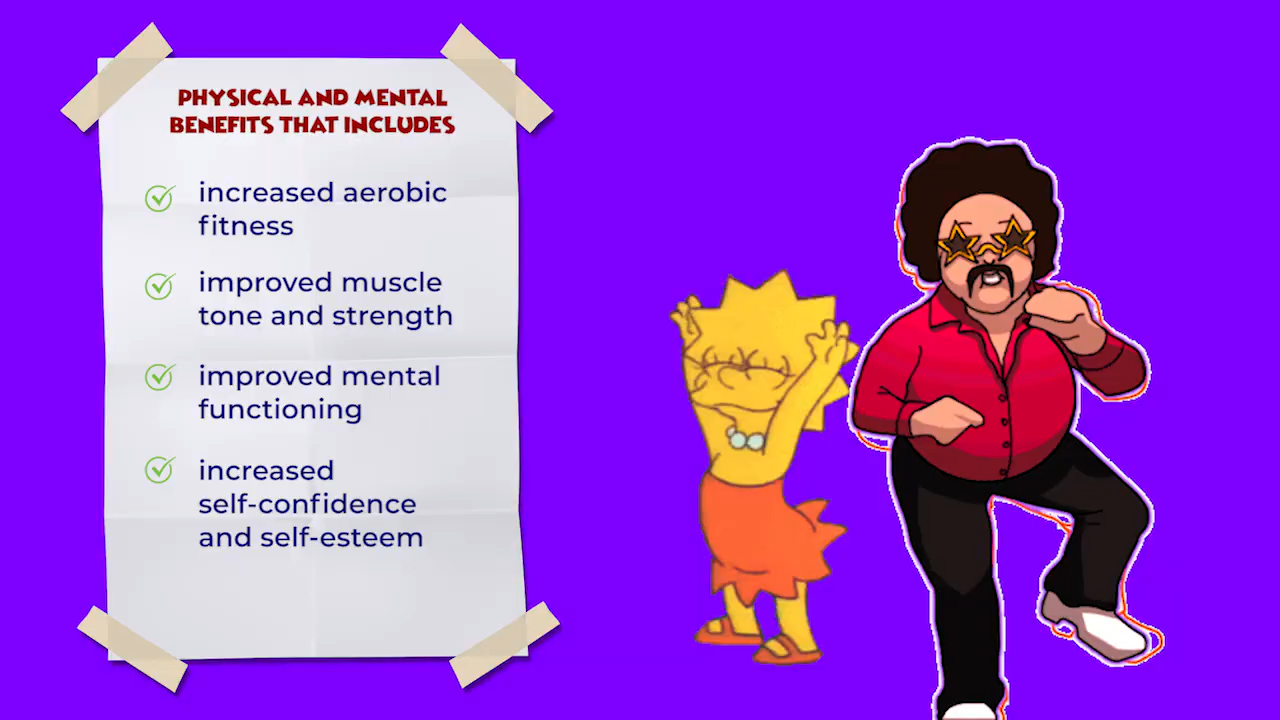 PHYSICAL AND MENTAL
BENEFITS THAT INCLUDES
increased aerobic
fitness
improved muscle
tone and strength
improved mental
functioning
increased
self-confidence
and self-esteem